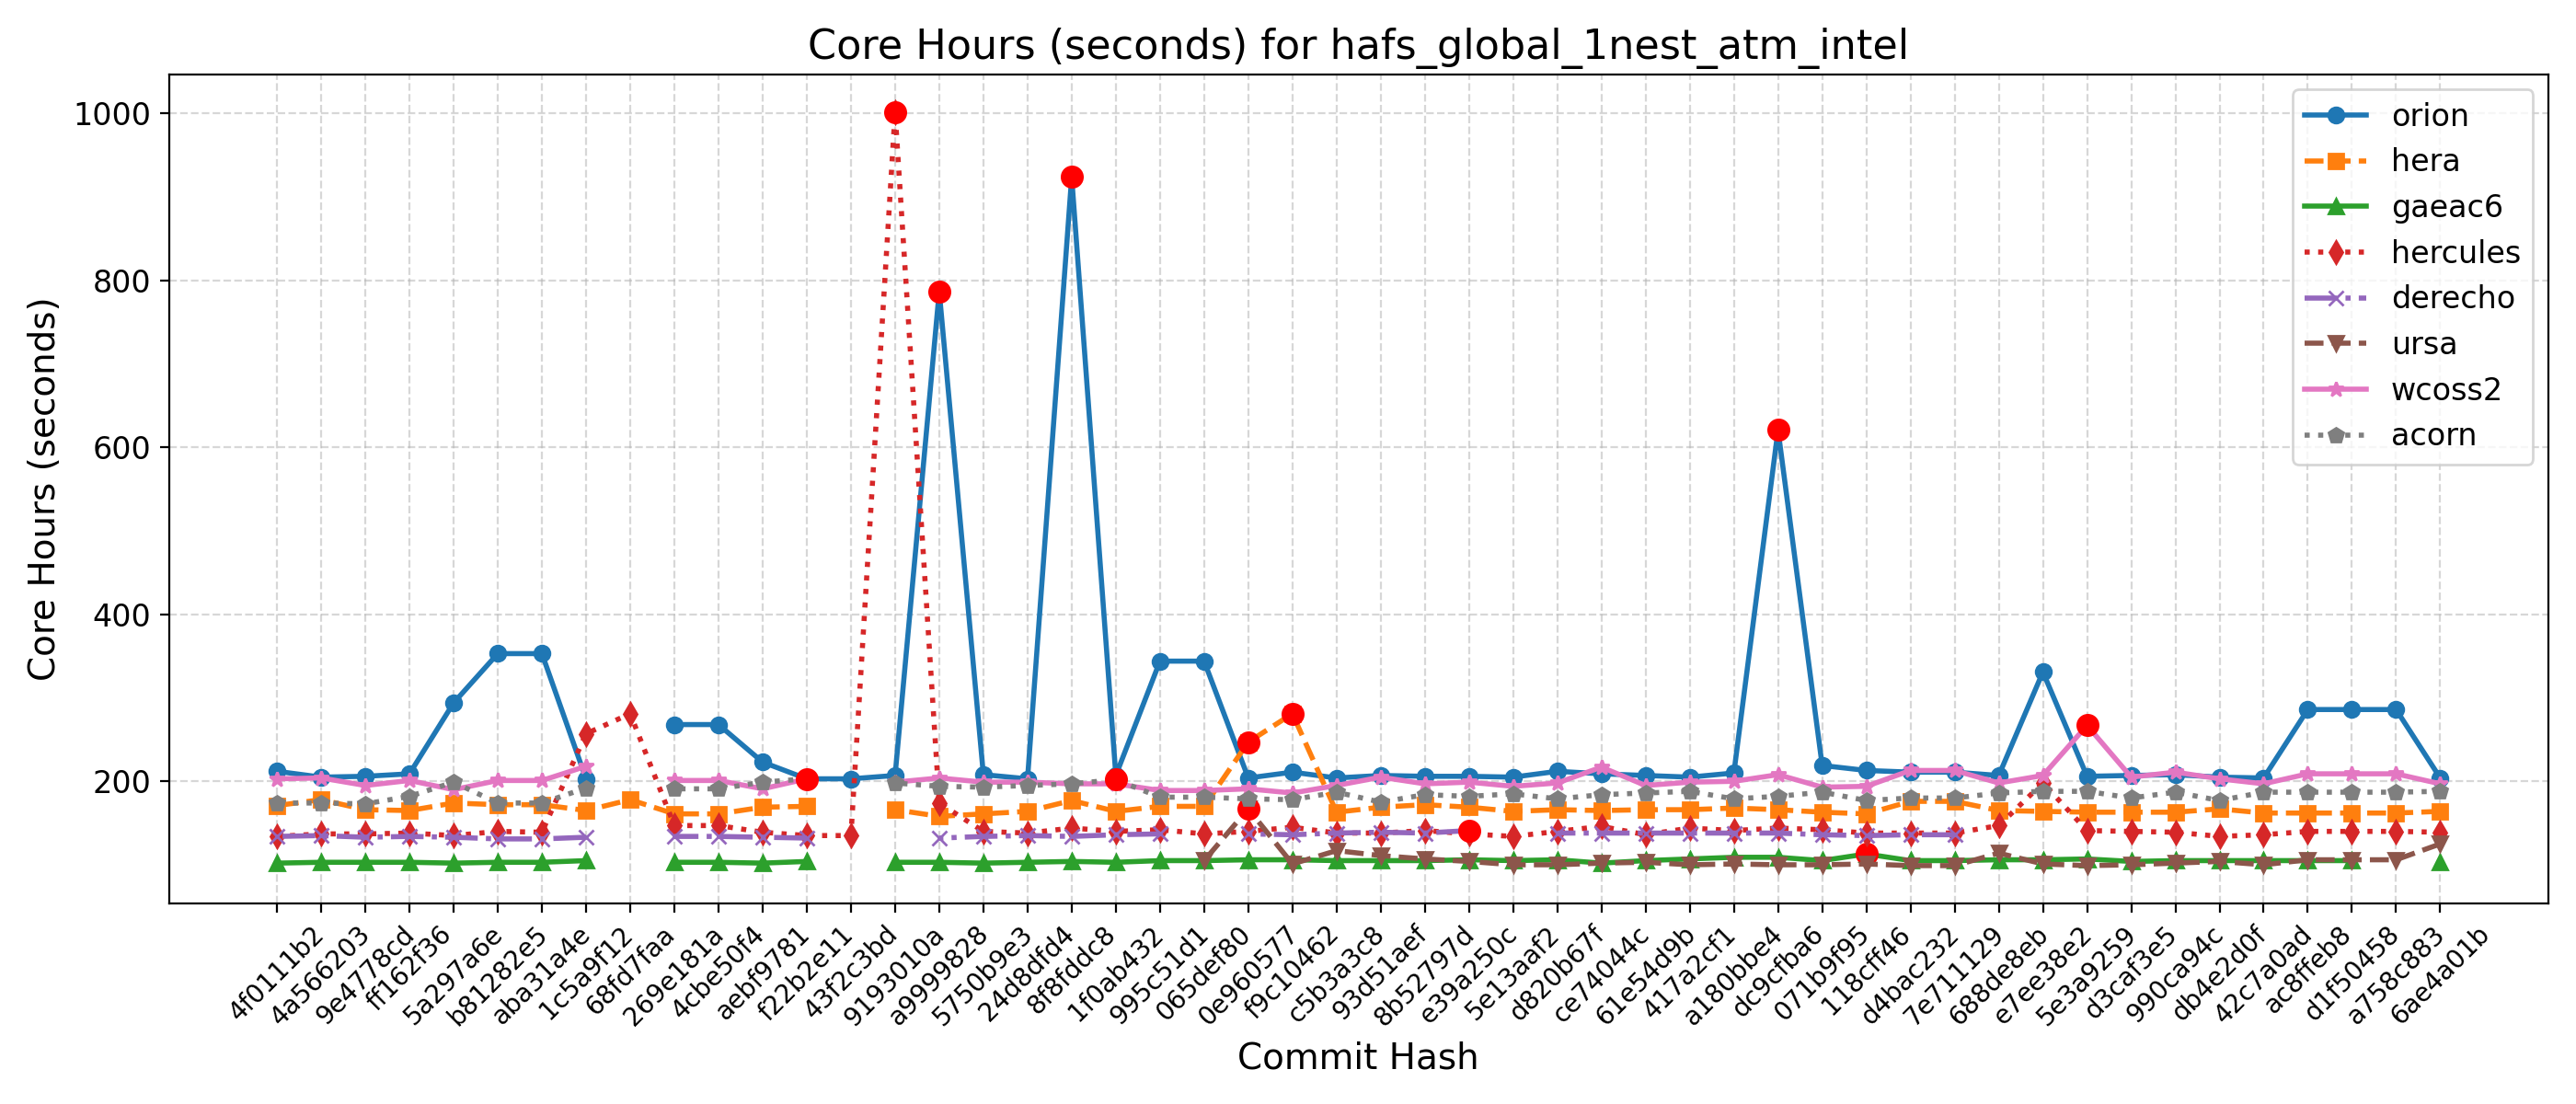 Core Hours (seconds) for hafs_global_1nest_atm_intel
Core Hours (seconds)
1000
800
600
400
200
orion
hera
gaeac6
hercules
derecho
ursa
wcoss2
acorn
4f0111b2
4a566203
9e4778cd
ff162f36
5a297a6e
b81282e5
aba31a4e
1c5a9f12
68fd7faa
269e181a
4cbe50f4
aebf9781
f22b2e11
43f2c3bd
9193010a
a9999828
5750b9e3
24d8dfd4
8f8fddc8
1f0ab432
995c51d1
065def80
0e960577
f9c10462
c5b3a3c8
93d51aef
8b52797d
e39a250c
5e13aaf2
d820b67f
ce74044c
61e54d9b
417a2cf1
a180bbe4
dc9cfba6
071b9f95
118cff46
d4bac232
7e711129
688de8eb
e7ee38e2
5e3a9259
d3caf3e5
990ca94c
db4e2d0f
42c7a0ad
ac8ffeb8
d1f50458
a758c883
6ae4a01b
Commit Hash